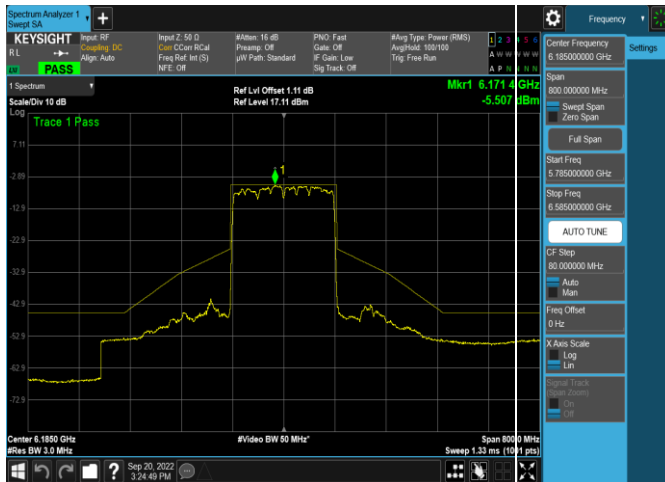 Spectrum Analyzer 1
Swept SA
+
Frequency
KEYSIGHT
Input: RF
Input Z: 50 Ω
#Atten: 16 dB
PNO: Fast
#Avg Type: Power (RMS)
1 2 3 4 5 6
R L
Coupling: DC
Corr CCorr RCal
Preamp: Off
Gate: Off
Avg|Hold: 100/100
Align: Auto
Freq Ref: Int (S)
µW Path: Standard
IF Gain: Low
Trig: Free Run
A W W W W W
PASS
NFE: Off
Sig Track: Off
A P N N N N
1 Spectrum
Ref Lvl Offset 1.11 dB
Mkr1 6.171 4 GHz
Scale/Div 10 dB
Ref Level 17.11 dBm
-5.507 dBm
Log
Trace 1 Pass
1
7.11
-2.89
-12.9
-22.9
-32.9
-42.9
-52.9
-62.9
-72.9
Center 6.1850 GHz
#Video BW 50 MHz*
Span 800.0 MHz
#Res BW 3.0 MHz
Sweep 1.33 ms (1001 pts)
?
Sep 20, 2022
3:24:49 PM
Center Frequency
6.185000000 GHz
Settings
Span
800.000000 MHz
Swept Span
Zero Span
Full Span
Start Freq
5.785000000 GHz
Stop Freq
6.585000000 GHz
AUTO TUNE
CF Step
80.000000 MHz
Auto
Man
Freq Offset
0 Hz
X Axis Scale
Log
Lin
Signal Track
(Span Zoom)
On
Off